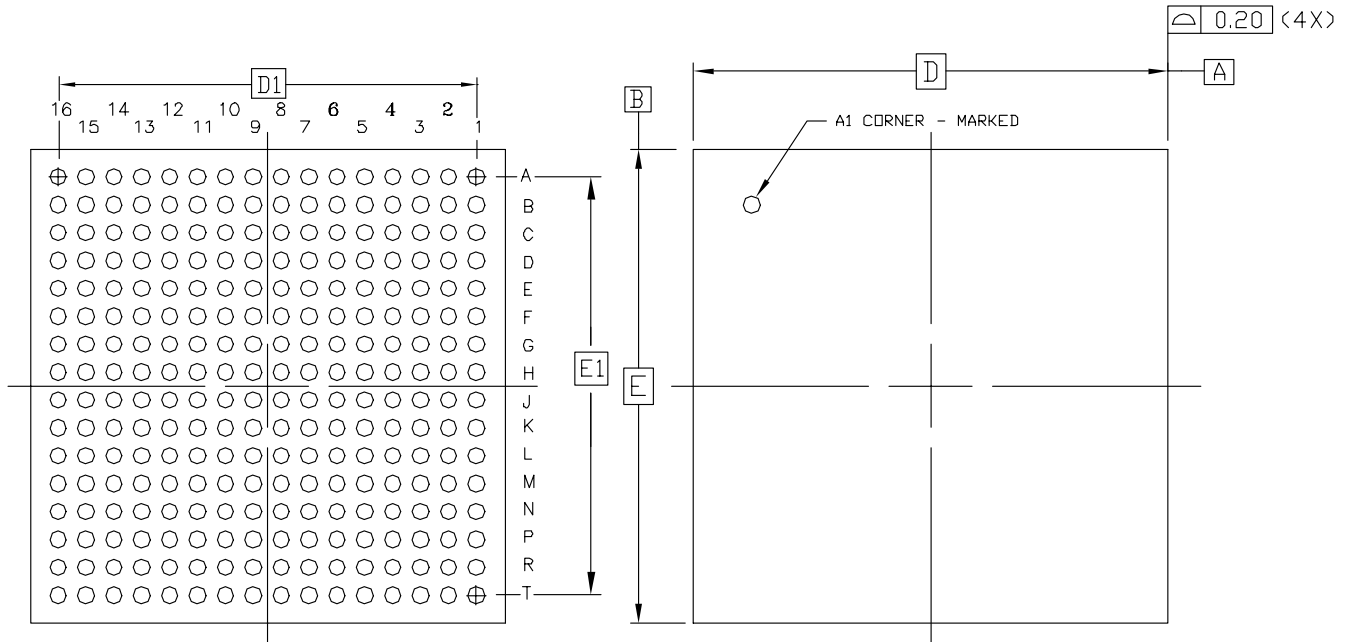 0.20 (4X)
D1
D
A
16 14 12 10 8 6 4 2
15 13 11 9 7 5 3 1
B
A1 CORNER - MARKED
A
B
C
D
E
F
G
H
E1
E
J
K
L
M
N
P
R
T